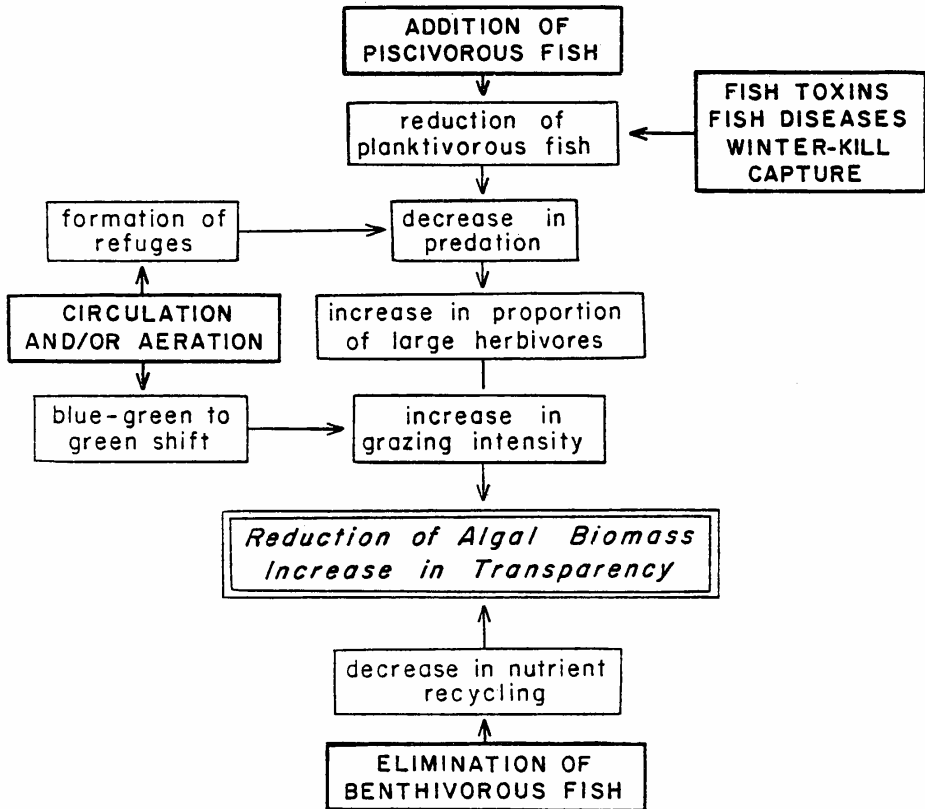 ADDITION OF
PISCIVOROUS FISH
FISH TOXINS
FISH DISEASES
WINTER-KILL
CAPTURE
reduction of
planktivorous fish
formation of
refuges
decrease in
predation
CIRCULATION
AND/OR AERATION
increase in proportion
of large herbivores
blue-green to
green shift
increase in
grazing intensity
Reduction of Algal Biomass
Increase in Transparency
decrease in nutrient
recycling
ELIMINATION OF
BENTHIVOROUS FISH